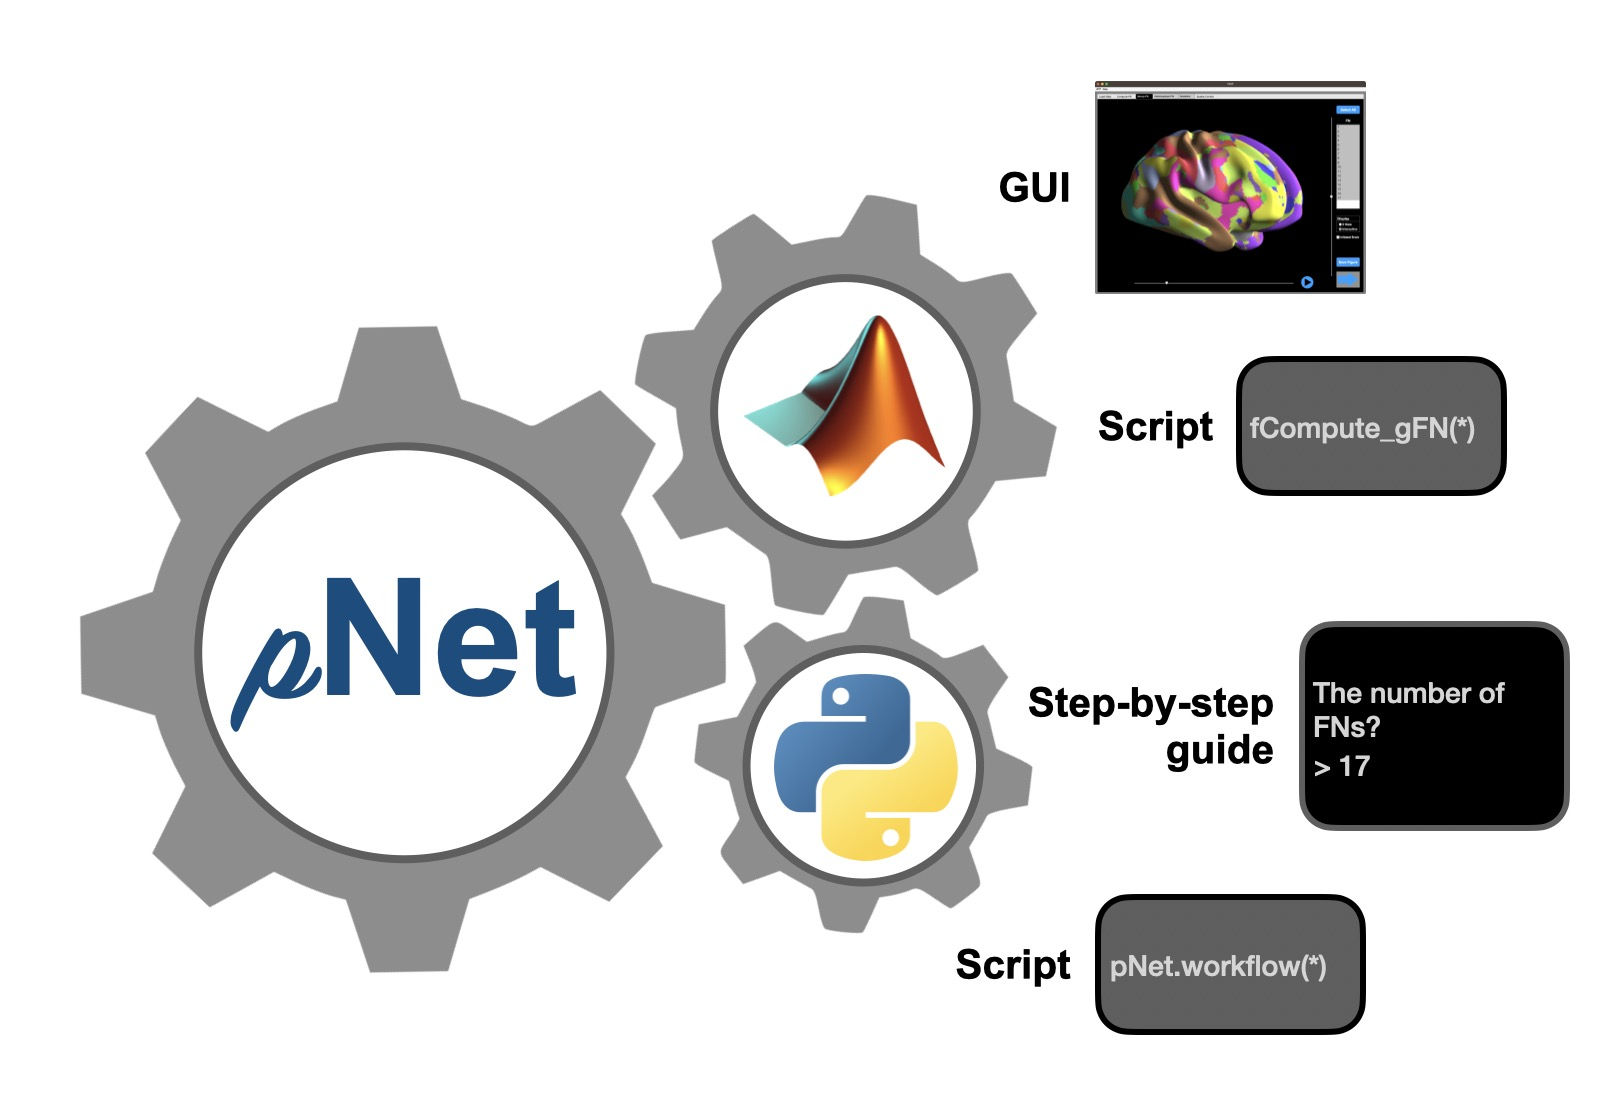 GUI
Script
fCompute_gFN(*)
pNet
Step-by-step
guide
The number of
FNs?
> 17
Script
pNet.workflow(*)